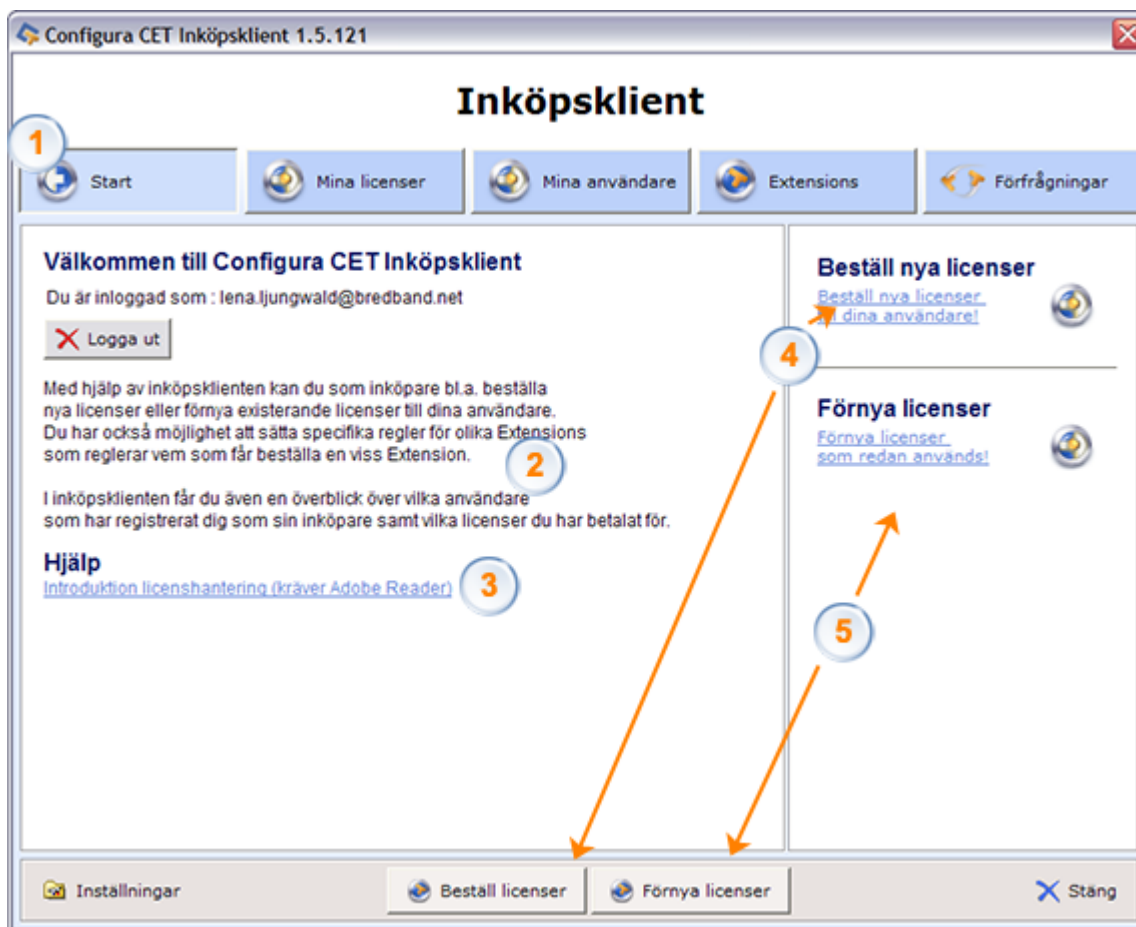 Configura CET Inköpsklient 1.5.121
Inköpsklient
1
Start
Mina licenser
Mina användare
Extensions
Förfrågningar
Välkommen till Configura CET Inköpsklient
Du är inloggad som : lena.ljungwald@bredband.net
Logga ut
Med hjälp av inköpsklienten kan du som inköpare bl.a. beställa
nya licenser eller förnya existerande licenser till dina användare.
Du har också möjlighet att sätta specifika regler för olika Extensions
som reglerar vem som får beställa en viss Extension.
2
I inköpsklienten får du även en överblick över vilka användare
som har registrerat dig som sin inköpare samt vilka licenser du har betalat för.
Hjälp
Introduktion licenshantering (kräver Adobe Reader)
3
Beställ nya licenser
Beställ nya licenser
dina användare!
4
Förnya licenser
Förnya licenser
som redan används!
5
Inställningar
Beställ licenser
Förnya licenser
Stäng